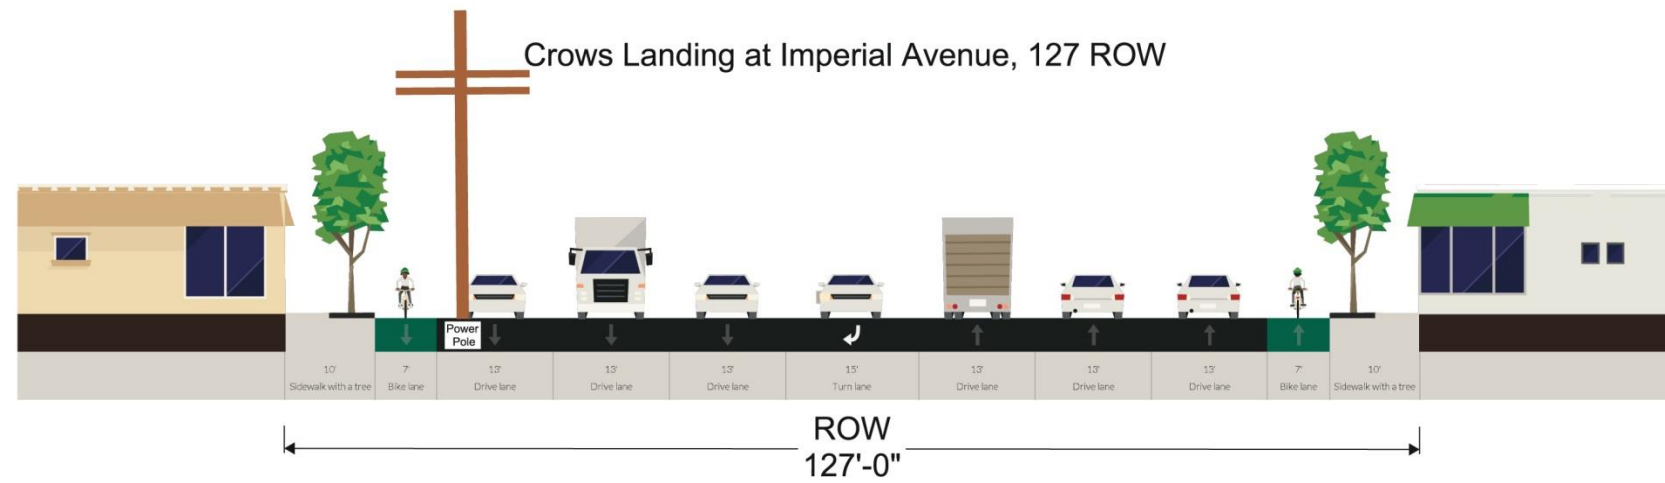 Crows Landing at Imperial Avenue, 127 ROW
Power
Pole
10' 7' 13' 13' 13' 15' 13' 13' 13' 7' 10'
Sidewalk with a tree Bike lane Drive lane Drive lane Drive lane Turn lane Drive lane Drive lane Drive lane Bike lane Sidewalk with a tree
ROW
127'-0"